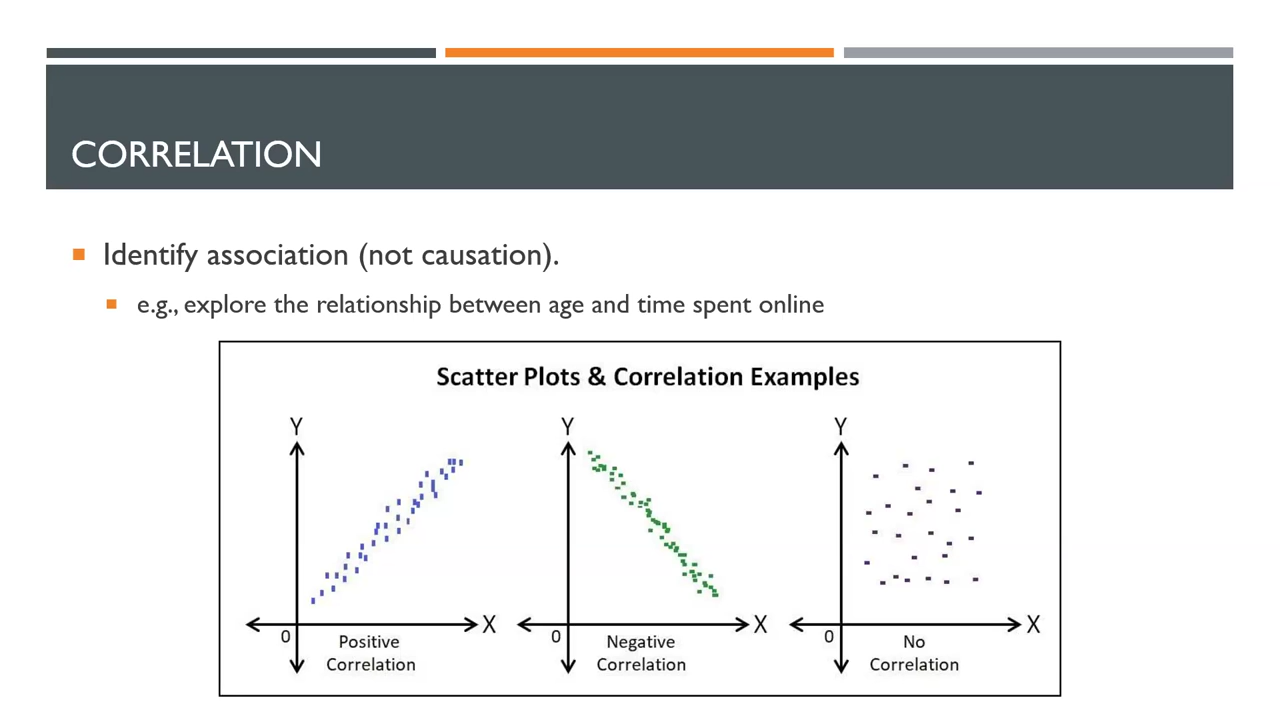 CORRELATION
Identify association (not causation).
e.g., explore the relationship between age and time spent online
Scatter Plots & Correlation Examples
Y
X
0
Positive
Correlation
Y
X
0
Negative
Correlation
Y
X
0
No
Correlation